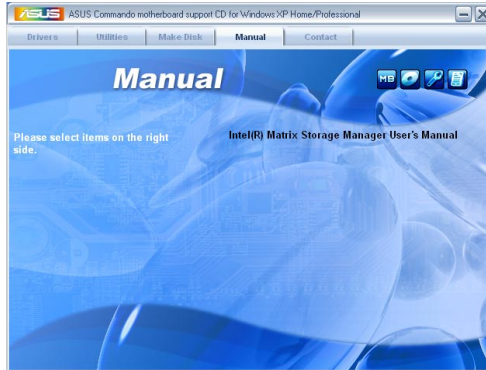 ASUS ASUS Commando motherboard support CD for Windows XP Home/Professional
Drivers Utilities Make Disk Manual Contact
Manual
MB
Please select items on the right
side.
Intel(R) Matrix Storage Manager User's Manual